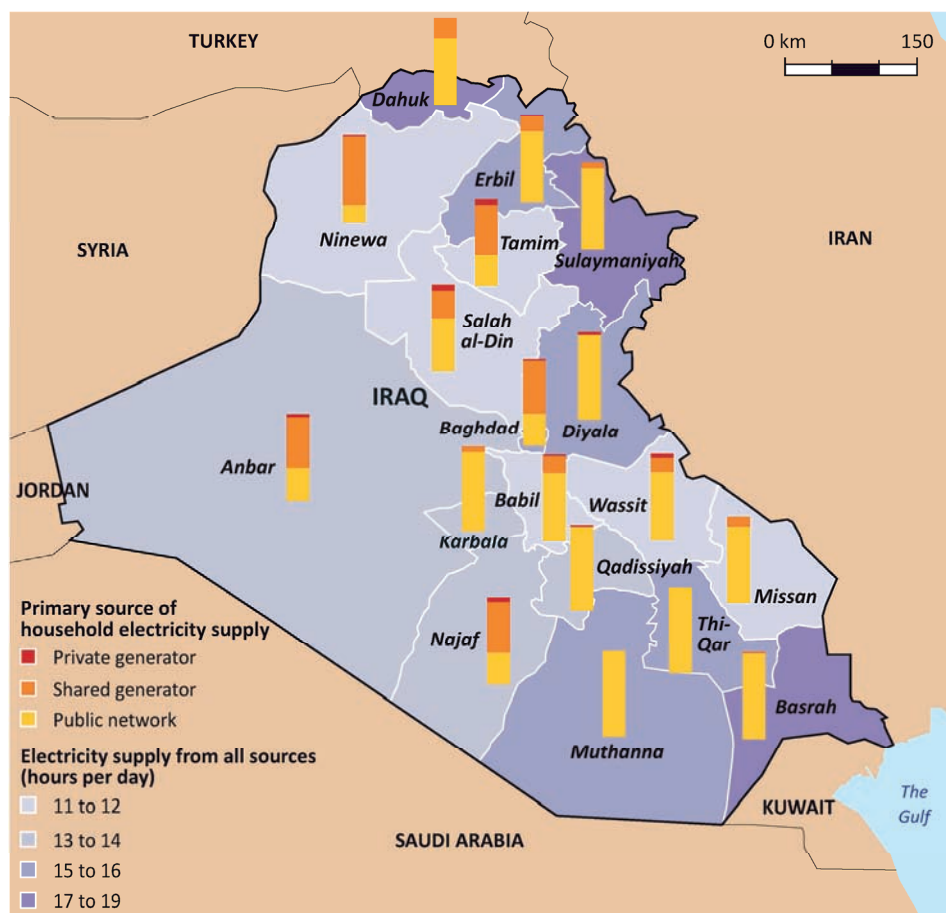 TURKEY
0 km 150
Dahuk
Erbil
Ninewa
Tamim
SYRIA
IRAN
Sulaymaniyah
Salah
al-Din
IRAQ
Baghdad
Diyala
Anbar
JORDAN
Babil
Wassit
Karbala
Qadissiyah
Missan
Primary source of
household electricity supply
Private generator
Shared generator
Public network
Najaf
Thi-
Qar
Basrah
Muthanna
Electricity supply from all sources
(hours per day)
11 to 12
13 to 14
15 to 16
17 to 19
KUWAIT
The
Gulf
SAUDI ARABIA